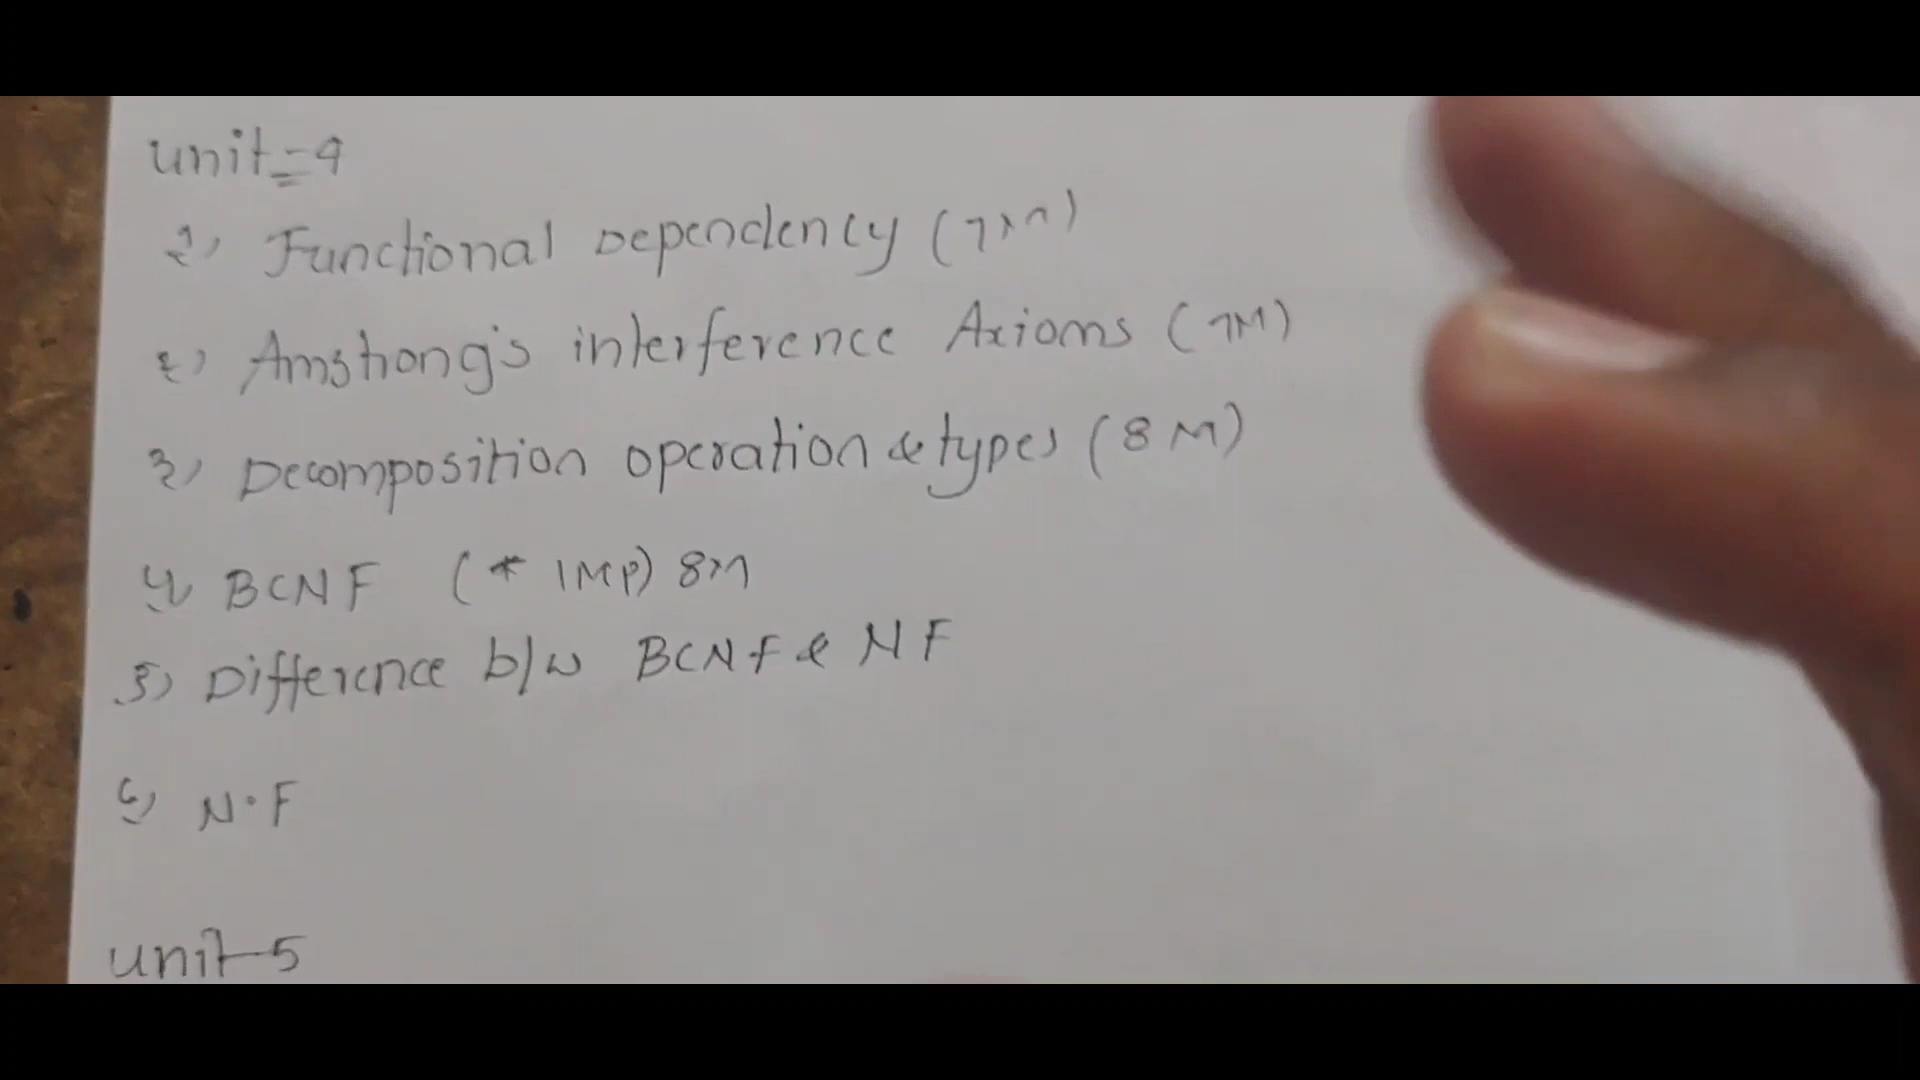 unit-4
1) Functional Dependency (7M)
2) Amstrong's interference Axioms (7M)
3) Decomposition operation & types (8M)
4) BCNF (* IMP) 8M
5) Difference b/w BCNF & NF
6) N.F
unit-5